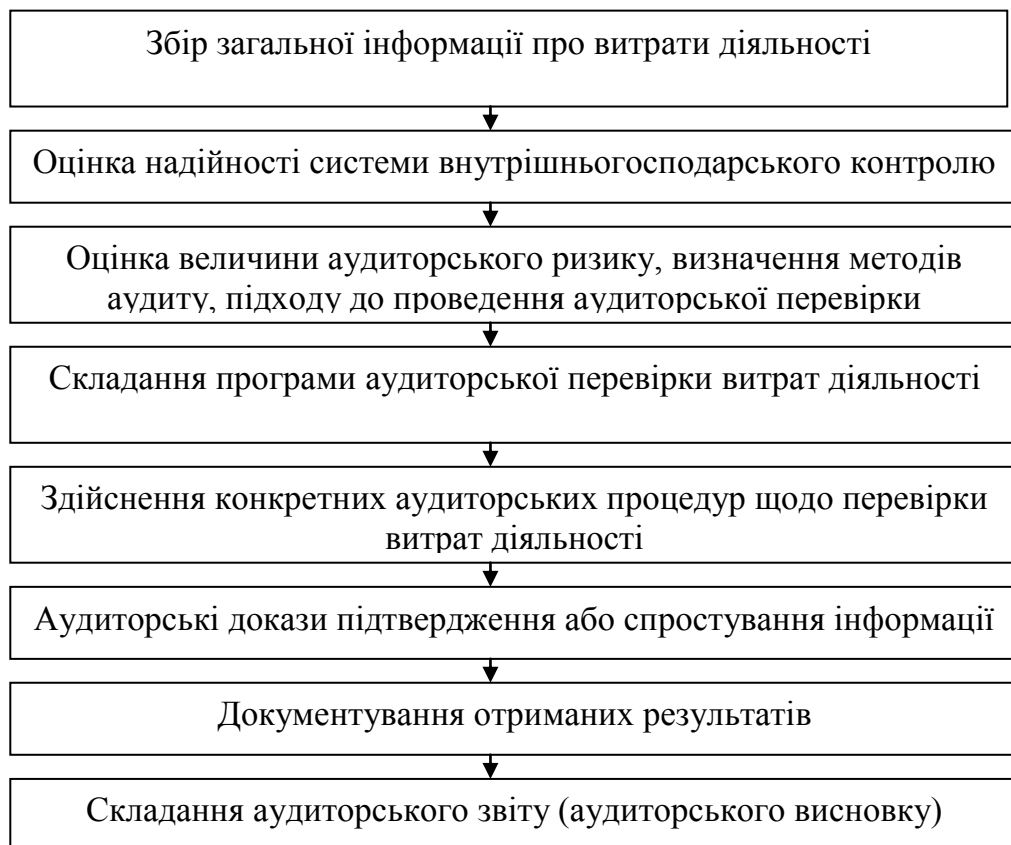 Збір загальної інформації про витрати діяльності
Оцінка надійності системи внутрішньогосподарського контролю
Оцінка величини аудиторського ризику, визначення методів
аудиту, підходу до проведення аудиторської перевірки
Складання програми аудиторської перевірки витрат діяльності
Здійснення конкретних аудиторських процедур щодо перевірки
витрат діяльності
Аудиторські докази підтвердження або спростування інформації
Документування отриманих результатів
Складання аудиторського звіту (аудиторського висновку)